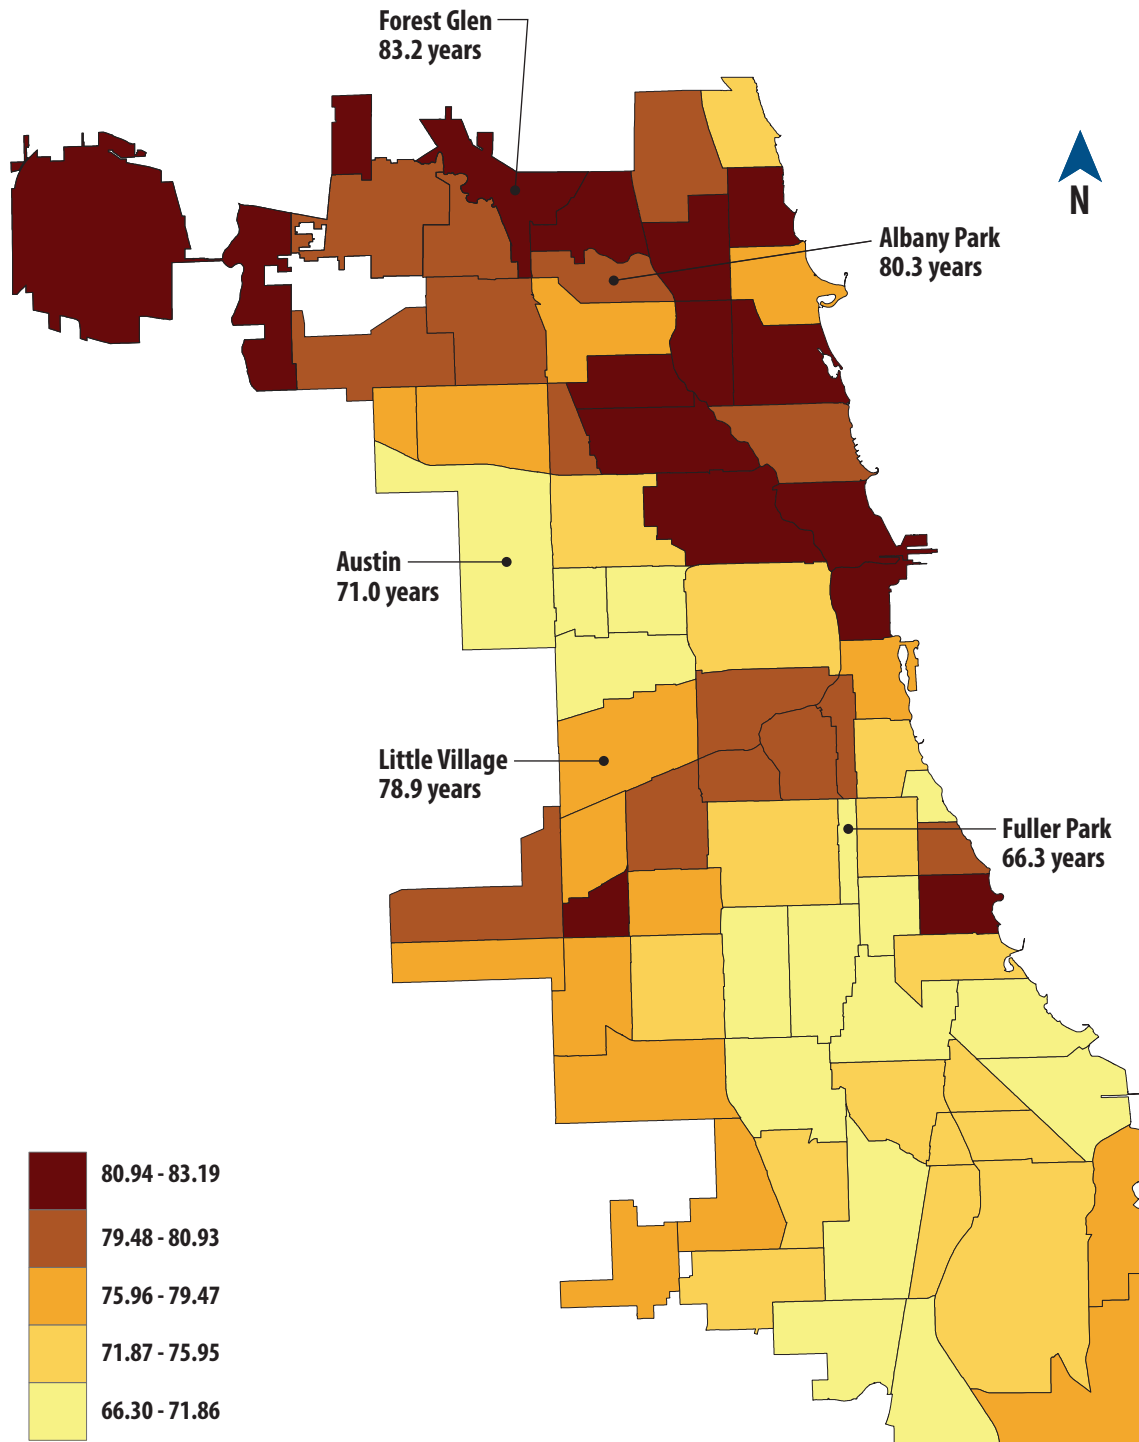 Forest Glen
83.2 years
N
Albany Park
80.3 years
Austin
71.0 years
Little Village
78.9 years
Fuller Park
66.3 years
80.94 - 83.19
79.48 - 80.93
75.96 - 79.47
71.87 - 75.95
66.30 - 71.86